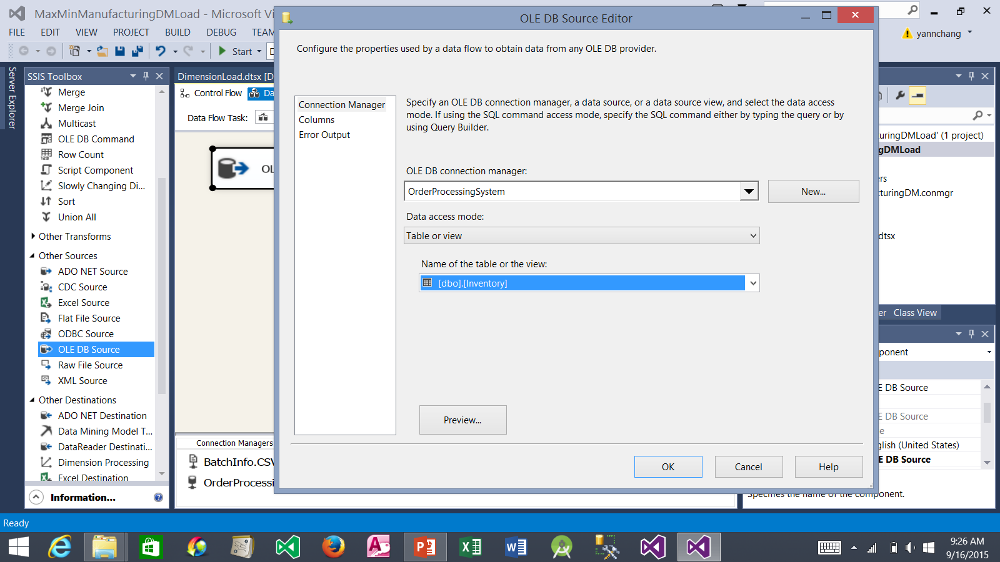 MaxMinManufacturingDMLoad - Microsoft Vi
FILE EDIT VIEW PROJECT BUILD DEBUG TEAM
yannchang
Start
Server Explorer
SSIS Toolbox
Merge
Merge Join
Multicast
OLE DB Command
Row Count
Script Component
Slowly Changing Di...
Sort
Union All
Other Transforms
Other Sources
ADO NET Source
CDC Source
Excel Source
Flat File Source
ODBC Source
OLE DB Source
Raw File Source
XML Source
Other Destinations
ADO NET Destination
Data Mining Model T...
DataReader Destinati...
Dimension Processing
Excel Destination
Information...
DimensionLoad.dtsx [D
Control Flow Da
Data Flow Task:
OL
Connection Managers
BatchInfo.CSV
OrderProcessi
OLE DB Source Editor
Configure the properties used by a data flow to obtain data from any OLE DB provider.
Connection Manager
Columns
Error Output
Specify an OLE DB connection manager, a data source, or a data source view, and select the data access
mode. If using the SQL command access mode, specify the SQL command either by typing the query or by
using Query Builder.
OLE DB connection manager:
OrderProcessingSystem
New...
Data access mode:
Table or view
Name of the table or the view:
[dbo].[Inventory]
Preview...
OK Cancel Help
turingDMLoad' (1 project)
gDMLoad
ers
cturingDM.conmgr
dtsx
er Class View
ponent
E DB Source
E DB Source
e
glish (United States)
E DB Source
Specifies the name of the component.
Ready
9:26 AM
9/16/2015